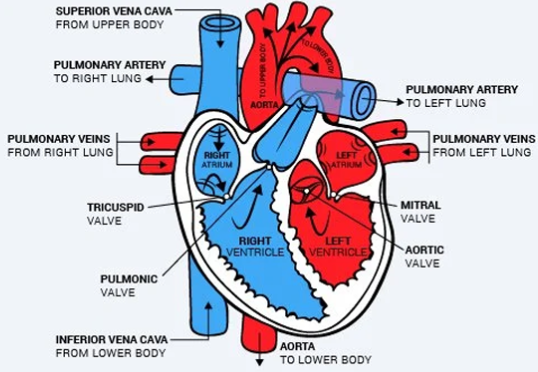 SUPERIOR VENA CAVA
FROM UPPER BODY
PULMONARY ARTERY
TO RIGHT LUNG
PULMONARY VEINS
FROM RIGHT LUNG
TRICUSPID
VALVE
PULMONIC
VALVE
INFERIOR VENA CAVA
FROM LOWER BODY
TO UPPER BODY
TO LOWER BODY
AORTA
RIGHT
ATRIUM
LEFT
ATRIUM
RIGHT
VENTRICLE
LEFT
VENTRICLE
PULMONARY ARTERY
TO LEFT LUNG
PULMONARY VEINS
FROM LEFT LUNG
MITRAL
VALVE
AORTIC
VALVE
AORTA
TO LOWER BODY